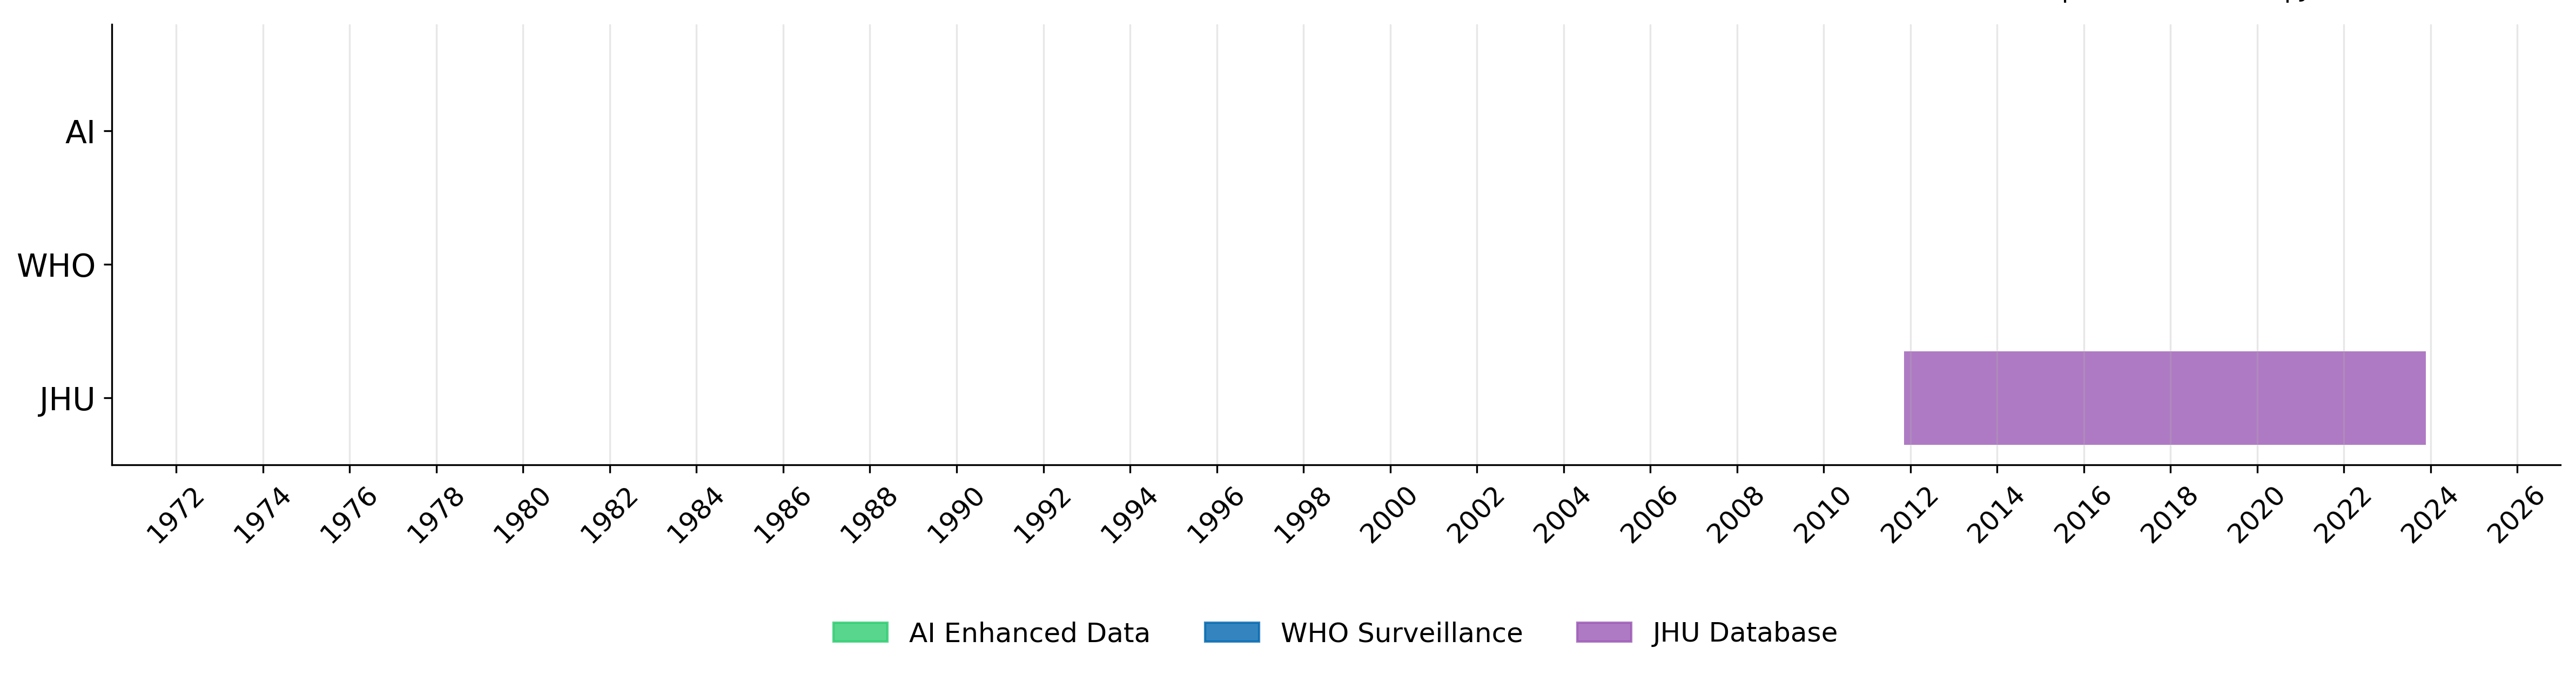 AI
WHO
JHU
1972 1974 1976 1978 1980 1982 1984 1986 1988 1990 1992 1994 1996 1998 2000 2002 2004 2006 2008 2010 2012 2014 2016 2018 2020 2022 2024 2026
AI Enhanced Data WHO Surveillance JHU Database